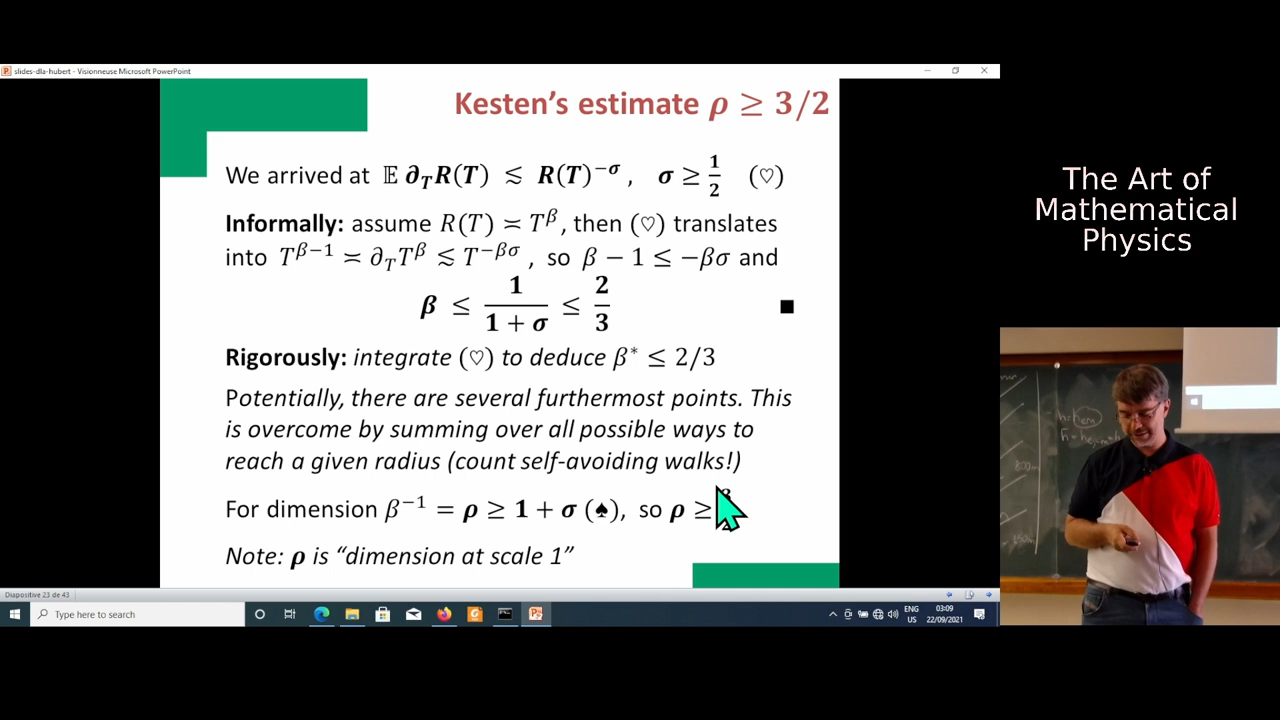 slides-dla-hubert - Visionneuse Microsoft PowerPoint
Kesten's estimate ρ ≥ 3/2
We arrived at 𝔼 ∂_T R(T) ≲ R(T)^{−σ}, σ ≥ 1/2 (♡)
Informally: assume R(T) ≍ T^β, then (♡) translates
into T^{β−1} ≍ ∂_T T^β ≲ T^{−βσ}, so β − 1 ≤ −βσ and
β ≤ 1/(1 + σ) ≤ 2/3 ■
Rigorously: integrate (♡) to deduce β* ≤ 2/3
Potentially, there are several furthermost points. This
is overcome by summing over all possible ways to
reach a given radius (count self-avoiding walks!)
For dimension β^{−1} = ρ ≥ 1 + σ (♠), so ρ ≥
Note: ρ is “dimension at scale 1”
Diapositive 23 de 43
Type here to search
ENG
US
03:09
22/09/2021
The Art of
Mathematical
Physics